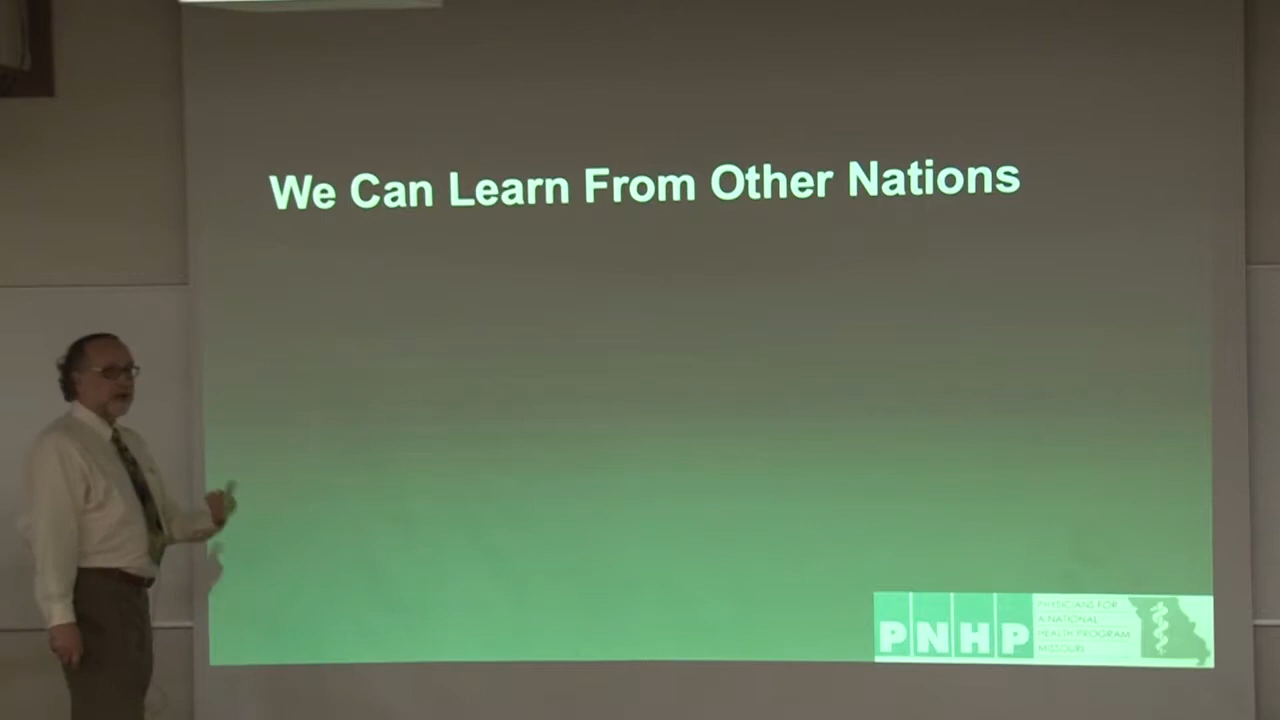 We Can Learn From Other Nations
PNHP
PHYSICIANS FOR
A NATIONAL
HEALTH PROGRAM
MISSOURI